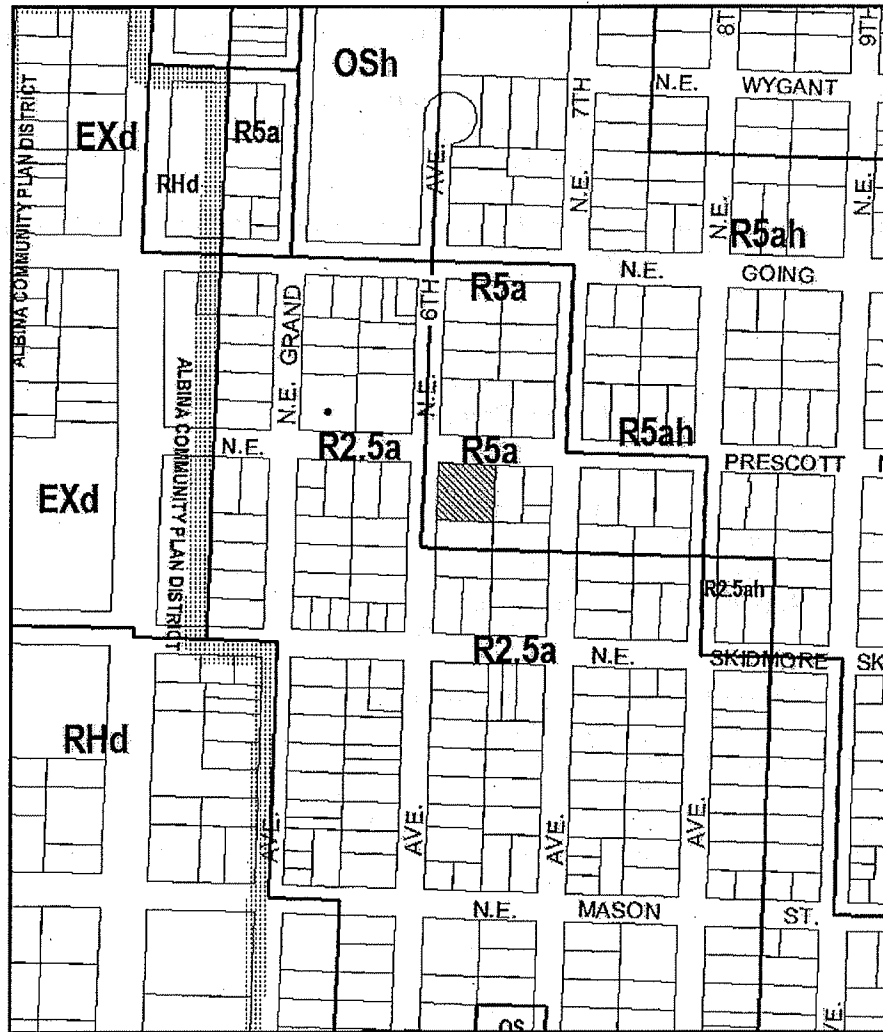 8T
9TH
OSh
N.E. WYGANT
7TH
ALBINA COMMUNITY PLAN DISTRICT
EXd
R5a
RHd
AVE.
N.E.
N.E.
N.E.
R5ah
N.E. GOING
R5a
N.E. GRAND
N.E. 6TH
ALBINA COMMUNITY PLAN DISTRICT
N.E.
R2.5a
R5a
R5ah
PRESCOTT
EXd
R2.5ah
R2.5a
N.E. SKIDMORE SK
RHd
AVE.
AVE.
AVE.
AVE.
N.E. MASON ST.
OS
VE.